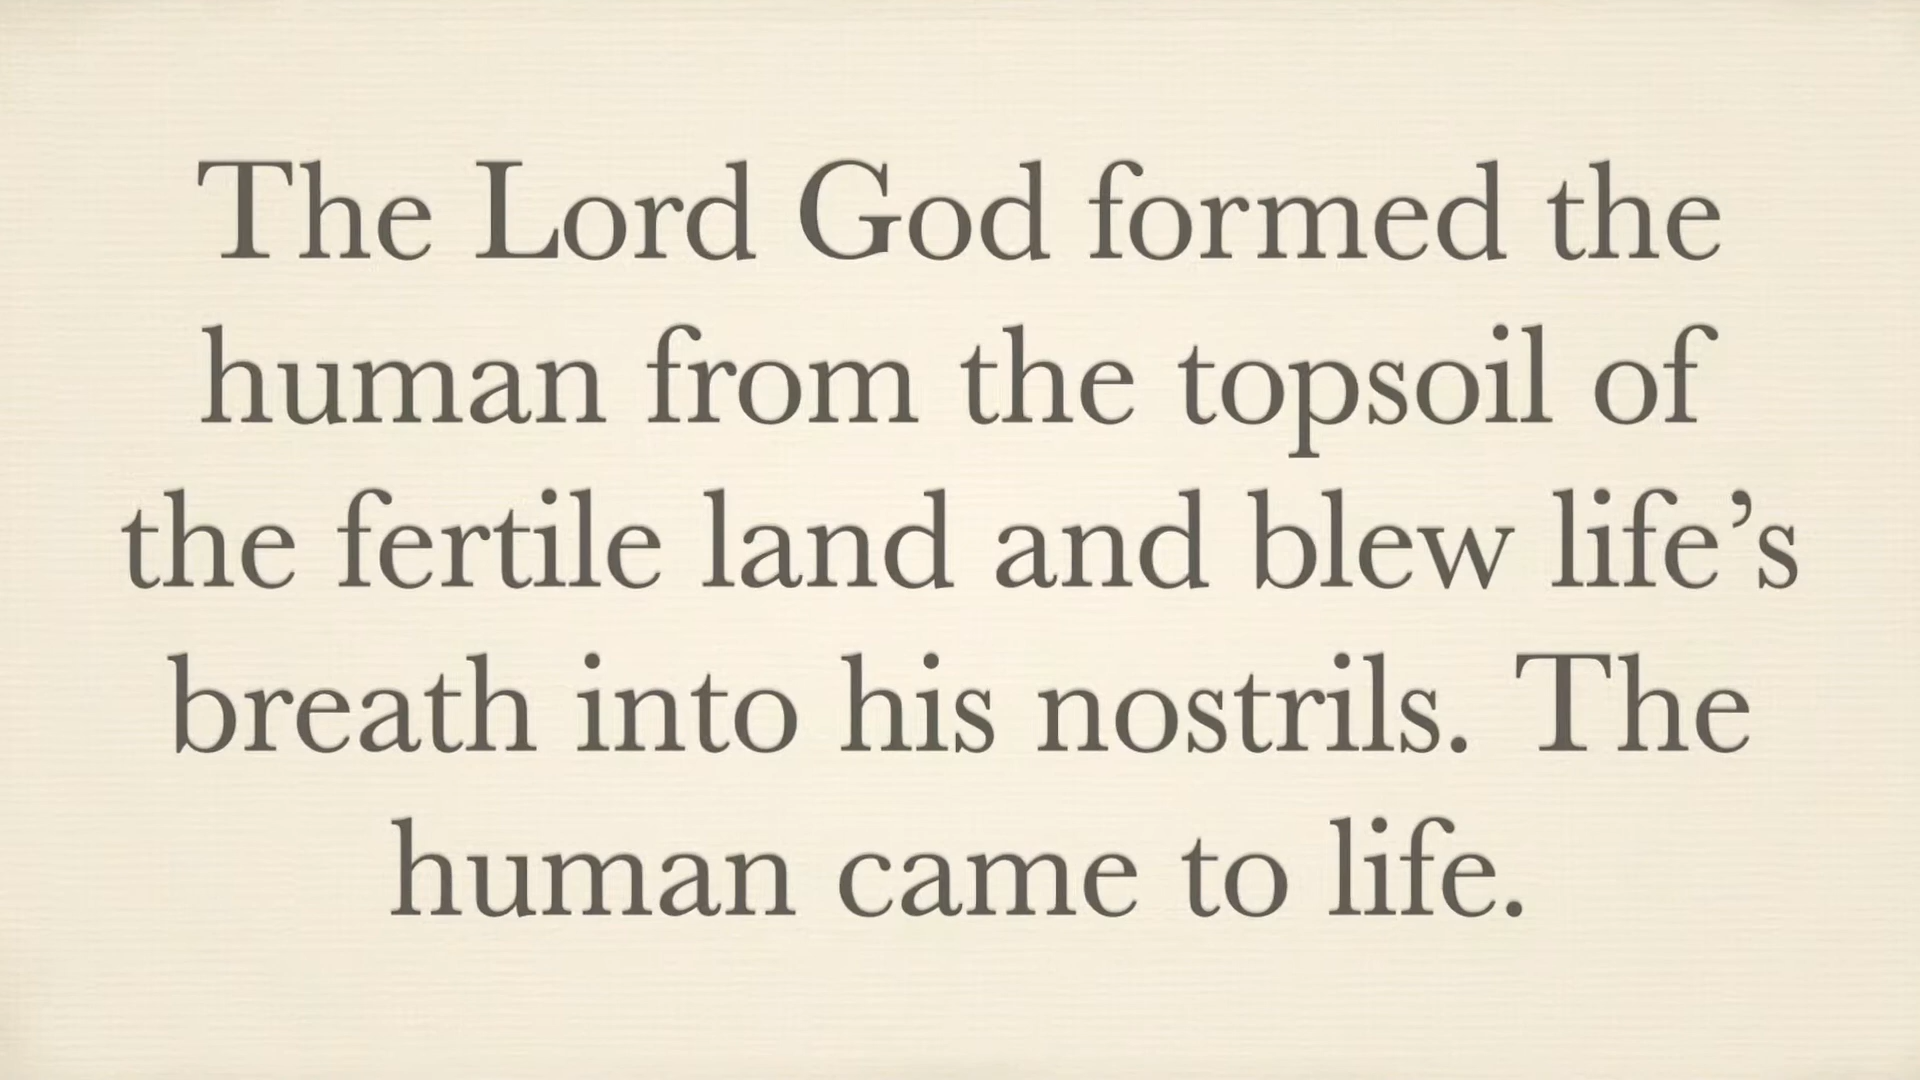 The Lord God formed the
human from the topsoil of
the fertile land and blew life’s
breath into his nostrils. The
human came to life.